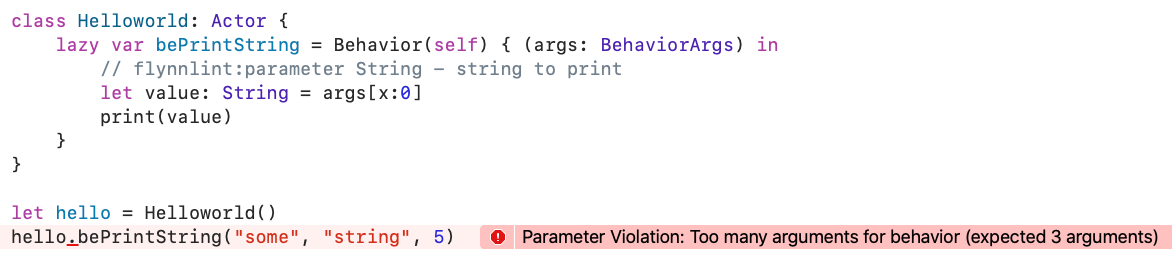 class Helloworld: Actor {
    lazy var bePrintString = Behavior(self) { (args: BehaviorArgs) in
        // flynnlint:parameter String – string to print
        let value: String = args[x:0]
        print(value)
    }
}
let hello = Helloworld()
hello.bePrintString("some", "string", 5) Parameter Violation: Too many arguments for behavior (expected 3 arguments)